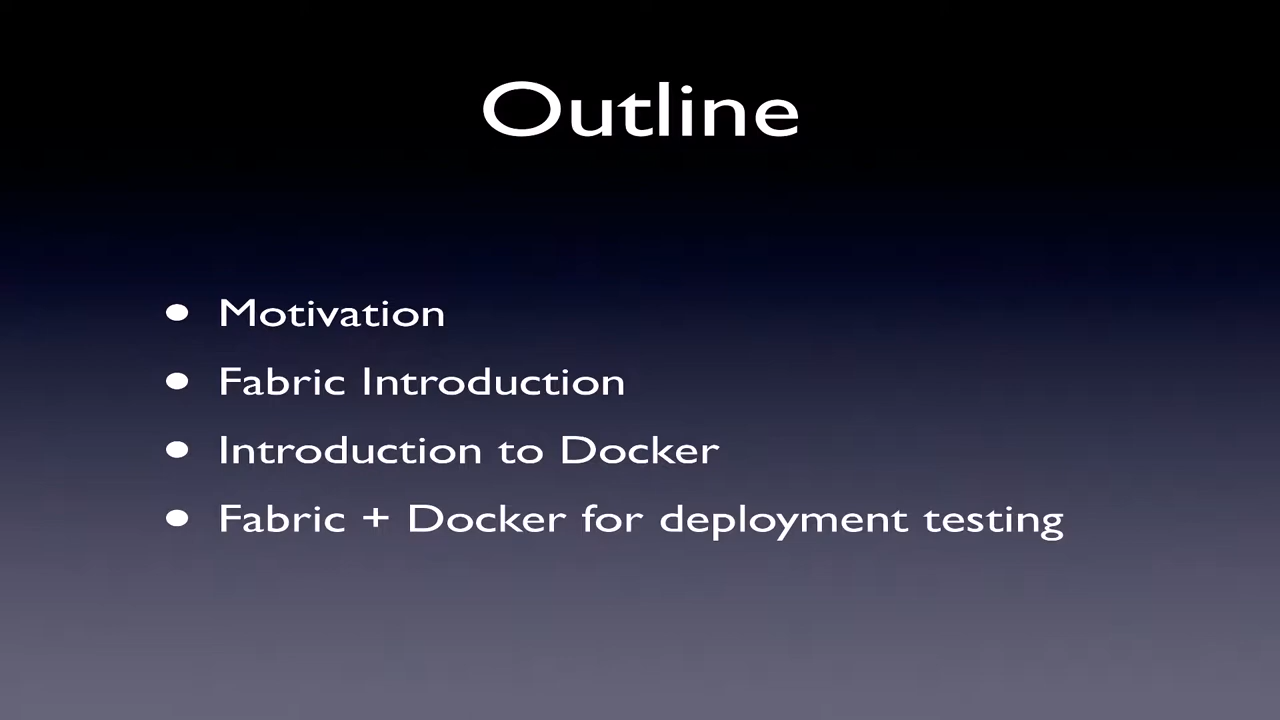 Outline
Motivation
Fabric Introduction
Introduction to Docker
Fabric + Docker for deployment testing